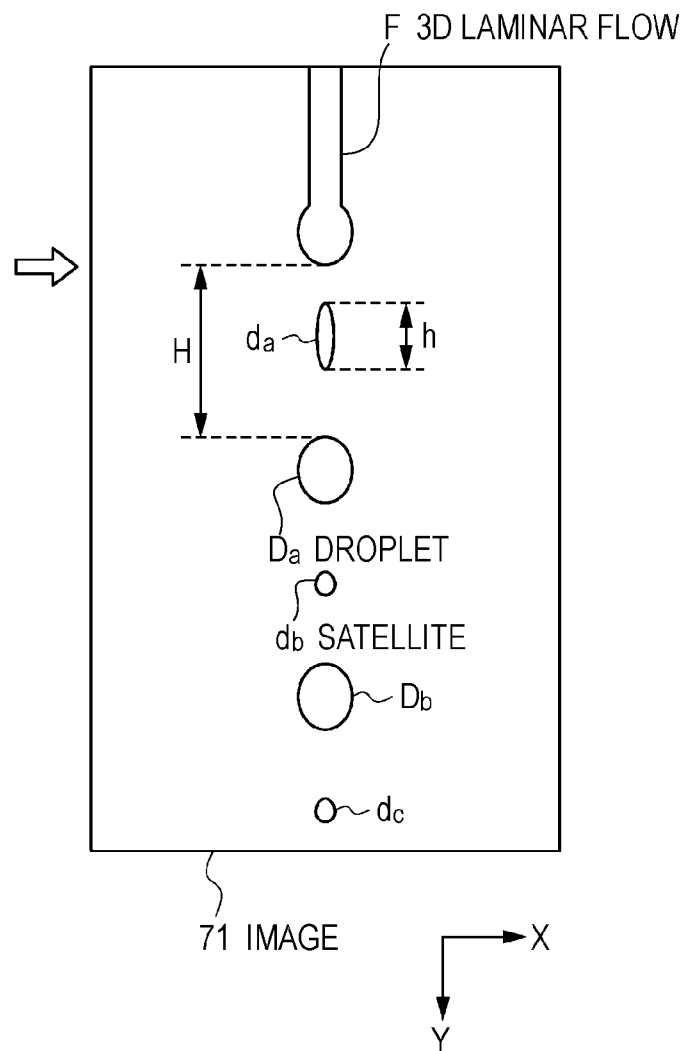 F 3D LAMINAR FLOW
H
da
h
Da DROPLET
db SATELLITE
Db
dc
71 IMAGE
X
Y